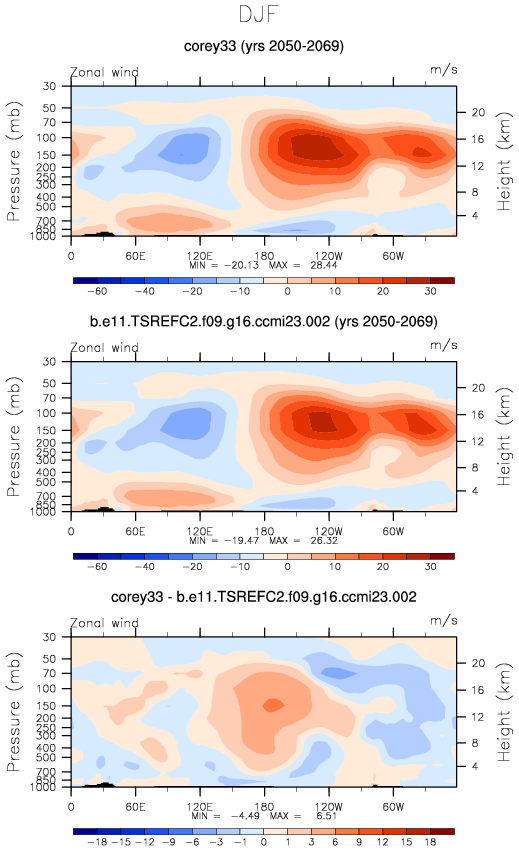 DJF
corey33 (yrs 2050-2069)
Zonal wind m/s
Pressure (mb)
30
50
70
100
150
200
250
300
400
500
700
850
1000
Height (km)
20
16
12
8
4
0 60E 120E 180 120W 60W
MIN = -20.13 MAX = 28.44
-60 -40 -20 -10 0 10 20 30
b.e11.TSREFC2.f09.g16.ccmi23.002 (yrs 2050-2069)
Zonal wind m/s
Pressure (mb)
30
50
70
100
150
200
250
300
400
500
700
850
1000
Height (km)
20
16
12
8
4
0 60E 120E 180 120W 60W
MIN = -19.47 MAX = 26.32
-60 -40 -20 -10 0 10 20 30
corey33 - b.e11.TSREFC2.f09.g16.ccmi23.002
Zonal wind m/s
Pressure (mb)
30
50
70
100
150
200
250
300
400
500
700
850
1000
Height (km)
20
16
12
8
4
0 60E 120E 180 120W 60W
MIN = -4.49 MAX = 6.51
-18 -15 -12 -9 -6 -3 -1 0 1 3 6 9 12 15 18